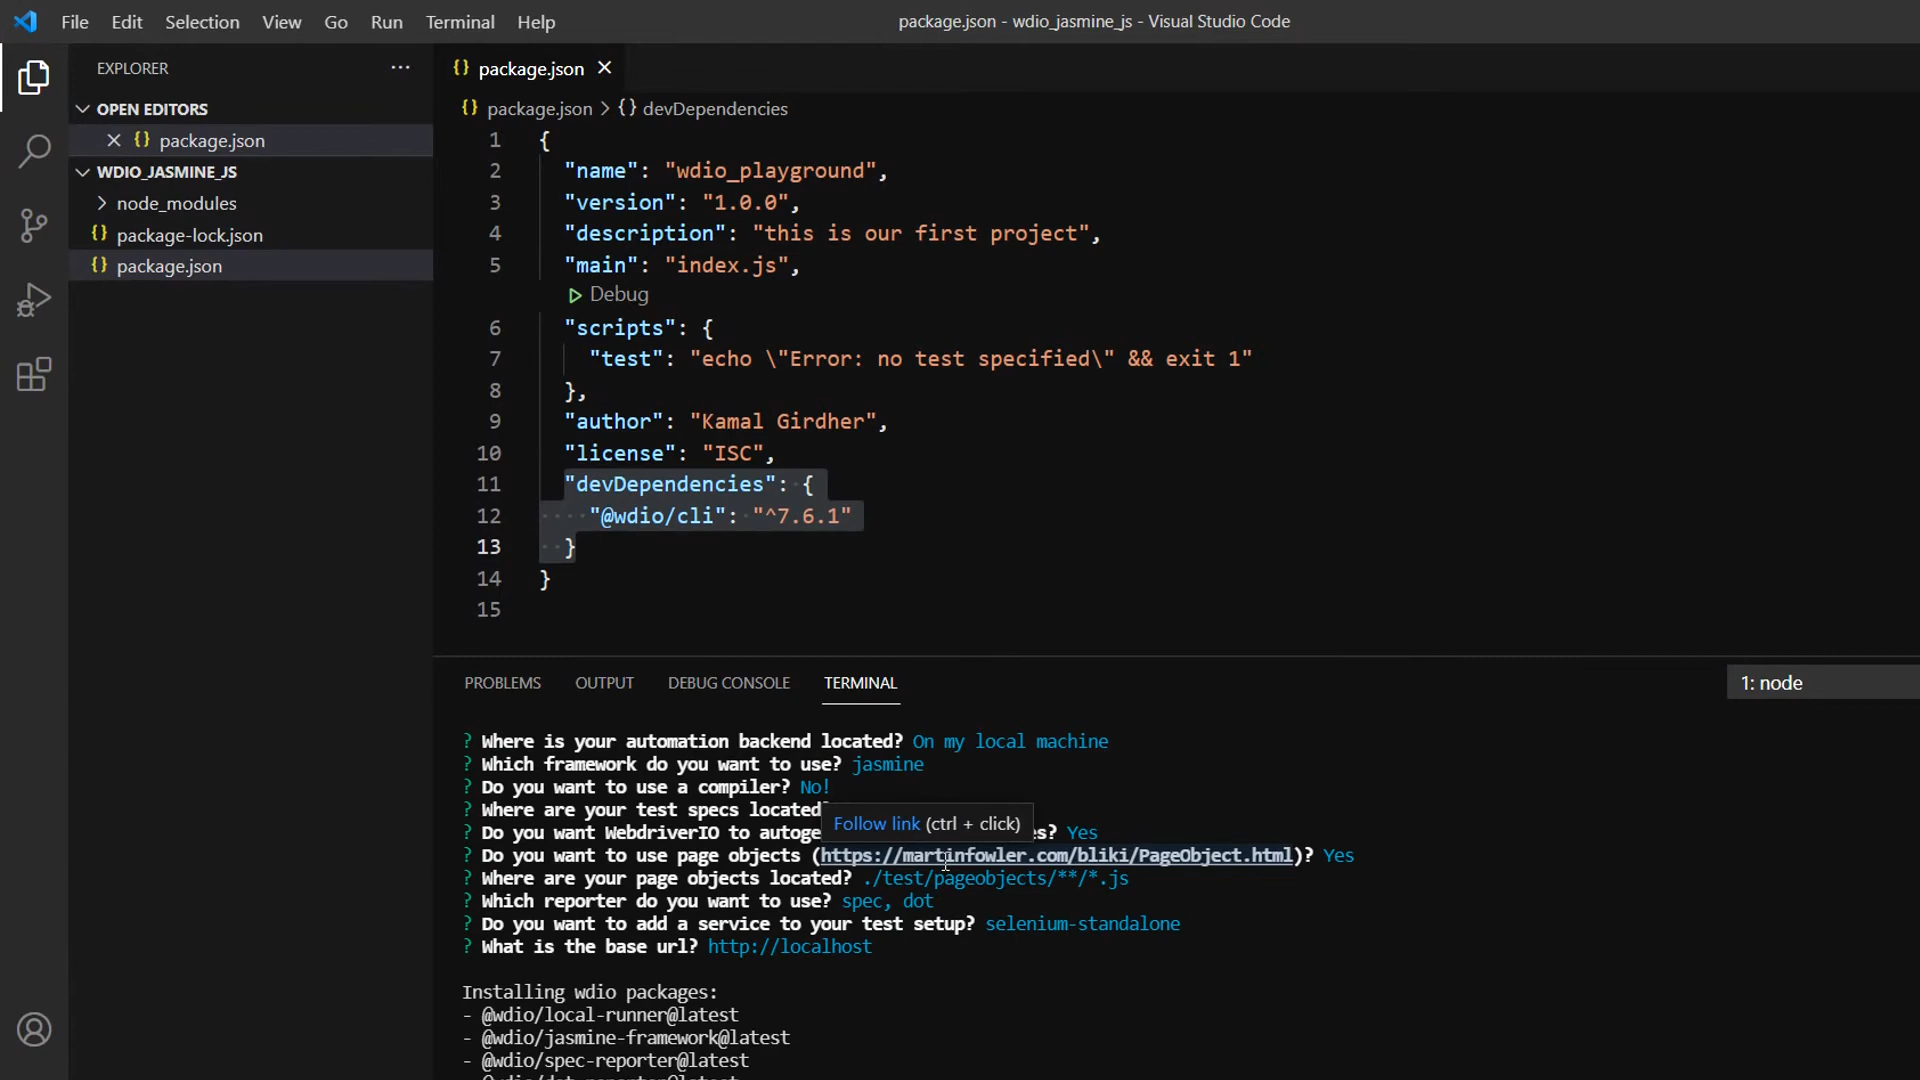 File Edit Selection View Go Run Terminal Help
package.json - wdio_jasmine_js - Visual Studio Code
EXPLORER ...
OPEN EDITORS
package.json
WDIO_JASMINE_JS
node_modules
package-lock.json
package.json
package.json
package.json > {} devDependencies
1 {
2 "name": "wdio_playground",
3 "version": "1.0.0",
4 "description": "this is our first project",
5 "main": "index.js",
Debug
6 "scripts": {
7 "test": "echo \"Error: no test specified\" && exit 1"
8 },
9 "author": "Kamal Girdher",
10 "license": "ISC",
11 "devDependencies": {
12 "@wdio/cli": "^7.6.1"
13 }
14 }
15
PROBLEMS OUTPUT DEBUG CONSOLE TERMINAL
1: node
? Where is your automation backend located? On my local machine
? Which framework do you want to use? jasmine
? Do you want to use a compiler? No!
? Where are your test specs located?
Follow link (ctrl + click)
? Do you want WebdriverIO to autoge es? Yes
? Do you want to use page objects (https://martinfowler.com/bliki/PageObject.html)? Yes
? Where are your page objects located? ./test/pageobjects/**/*.js
? Which reporter do you want to use? spec, dot
? Do you want to add a service to your test setup? selenium-standalone
? What is the base url? http://localhost
Installing wdio packages:
- @wdio/local-runner@latest
- @wdio/jasmine-framework@latest
- @wdio/spec-reporter@latest